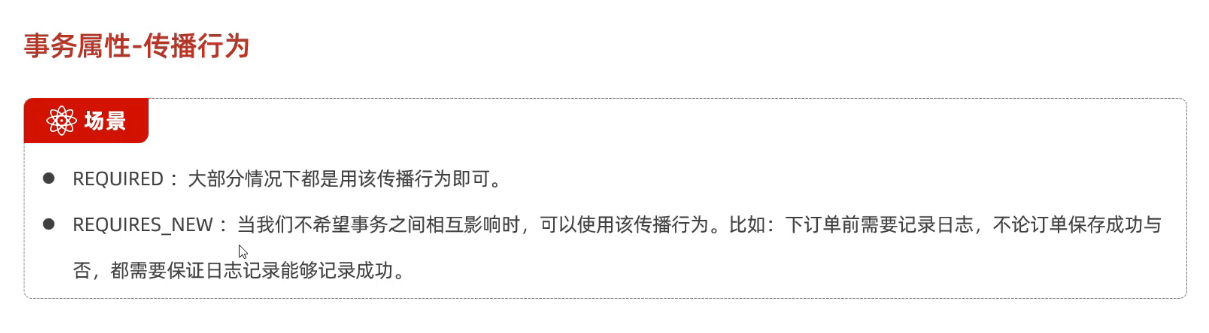 事务属性-传播行为
场景
REQUIRED ：大部分情况下都是用该传播行为即可。
REQUIRES_NEW ：当我们不希望事务之间相互影响时，可以使用该传播行为。比如：下订单前需要记录日志，不论订单保存成功与
否，都需要保证日志记录能够记录成功。